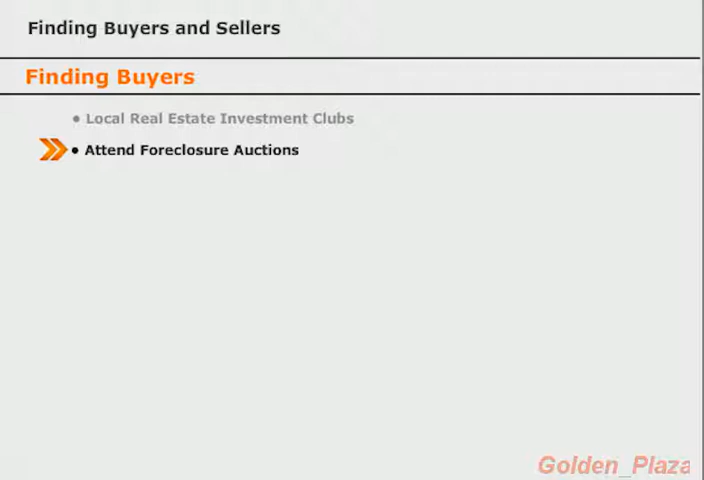 Finding Buyers and Sellers
Finding Buyers
• Local Real Estate Investment Clubs
• Attend Foreclosure Auctions
Golden_Plaza